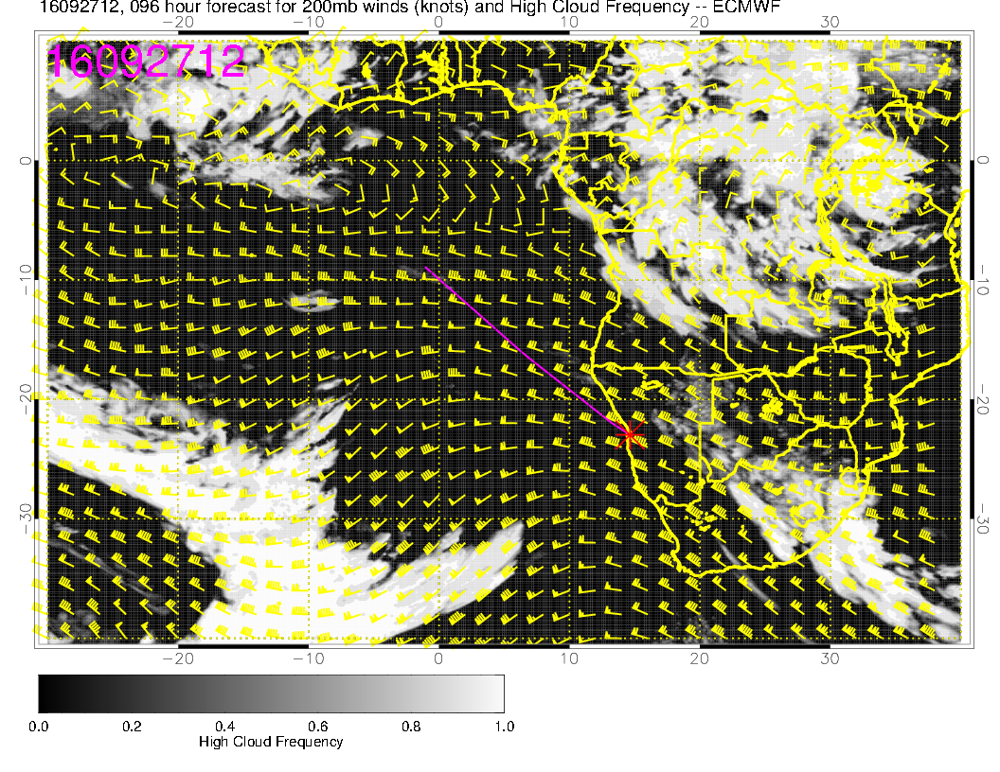 16092712, 096 hour forecast for 200mb winds (knots) and High Cloud Frequency -- ECMWF
−20 −10 0 10 20 30
16092712
0 0
−10 −10
−20 −20
−30 −30
−20 −10 0 10 20 30
0.0 0.2 0.4 0.6 0.8 1.0
High Cloud Frequency